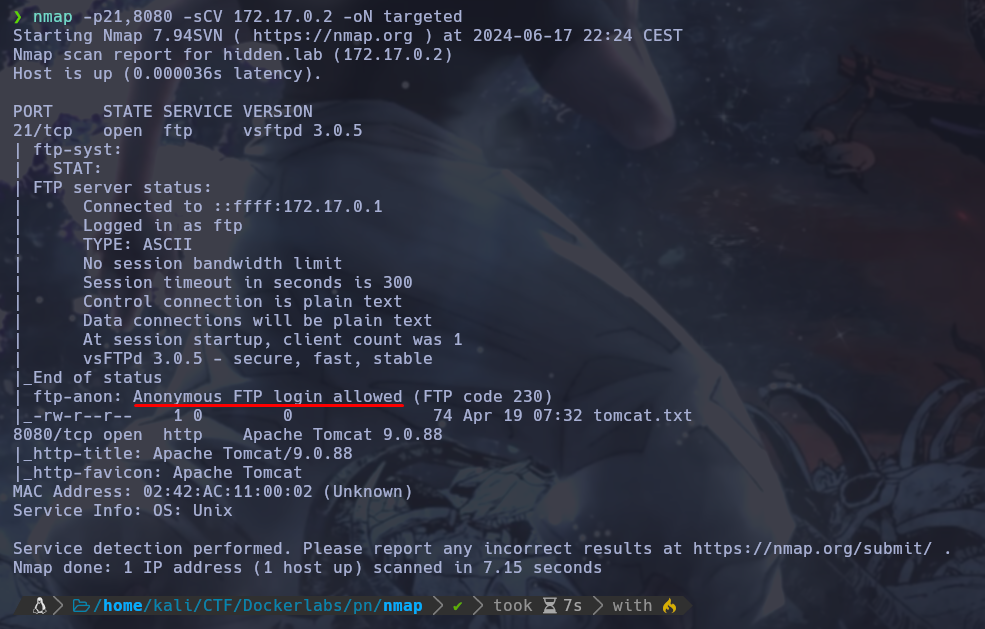 ❯ nmap -p21,8080 -sCV 172.17.0.2 -oN targeted
Starting Nmap 7.94SVN ( https://nmap.org ) at 2024-06-17 22:24 CEST
Nmap scan report for hidden.lab (172.17.0.2)
Host is up (0.000036s latency).

PORT     STATE SERVICE VERSION
21/tcp   open  ftp     vsftpd 3.0.5
| ftp-syst:
|   STAT:
| FTP server status:
|      Connected to ::ffff:172.17.0.1
|      Logged in as ftp
|      TYPE: ASCII
|      No session bandwidth limit
|      Session timeout in seconds is 300
|      Control connection is plain text
|      Data connections will be plain text
|      At session startup, client count was 1
|      vsFTPd 3.0.5 - secure, fast, stable
|_End of status
| ftp-anon: Anonymous FTP login allowed (FTP code 230)
|_-rw-r--r--    1 0        0              74 Apr 19 07:32 tomcat.txt
8080/tcp open  http    Apache Tomcat 9.0.88
|_http-title: Apache Tomcat/9.0.88
|_http-favicon: Apache Tomcat
MAC Address: 02:42:AC:11:00:02 (Unknown)
Service Info: OS: Unix

Service detection performed. Please report any incorrect results at https://nmap.org/submit/ .
Nmap done: 1 IP address (1 host up) scanned in 7.15 seconds

/home/kali/CTF/Dockerlabs/pn/nmap ✔ took 7s with